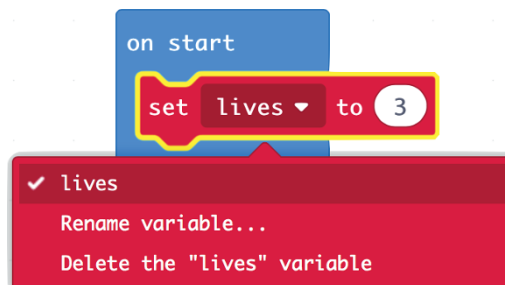 on start
set lives to 3
lives
Rename variable...
Delete the "lives" variable